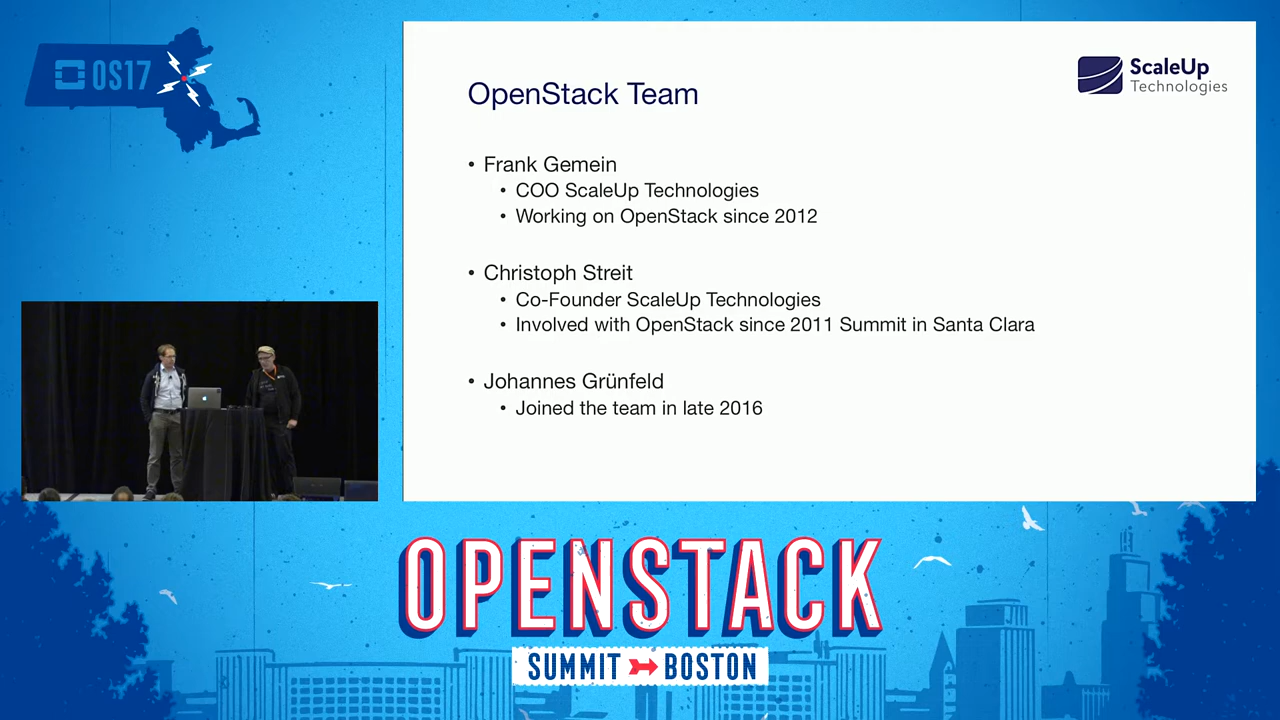 OS17
ScaleUp
Technologies
OpenStack Team
• Frank Gemein
• COO ScaleUp Technologies
• Working on OpenStack since 2012
• Christoph Streit
• Co-Founder ScaleUp Technologies
• Involved with OpenStack since 2011 Summit in Santa Clara
• Johannes Grünfeld
• Joined the team in late 2016
OPENSTACK
SUMMIT BOSTON